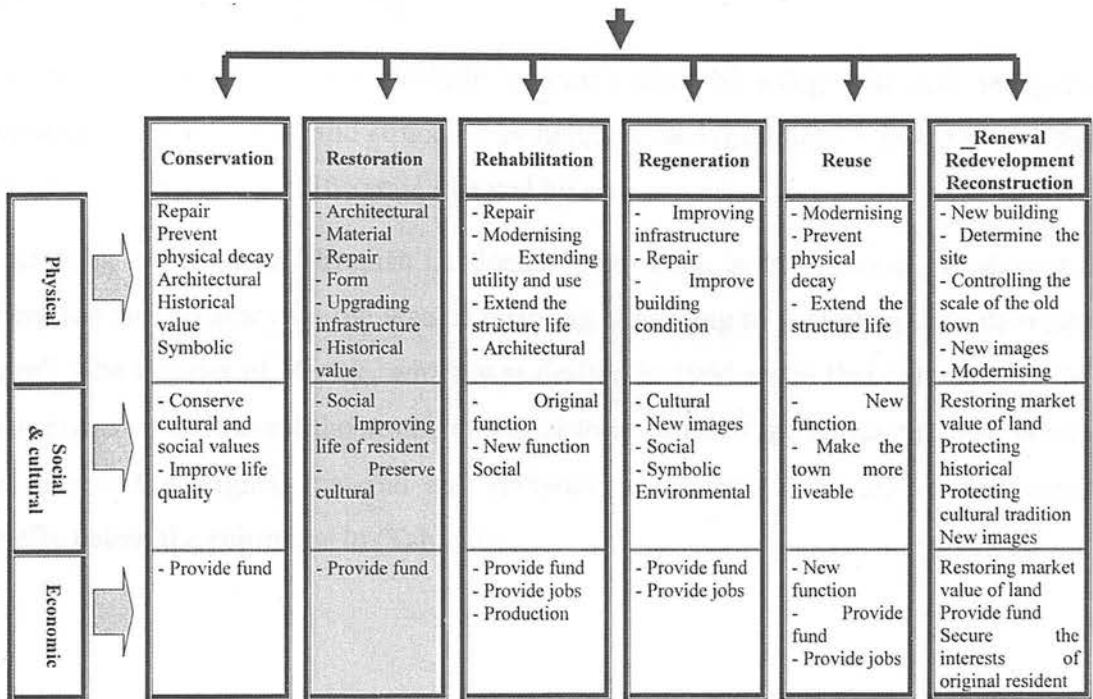 Conservation
Restoration
Rehabilitation
Regeneration
Reuse
_Renewal
Redevelopment
Reconstruction
Physical
Repair
Prevent
physical decay
Architectural
Historical
value
Symbolic
- Architectural
- Material
- Repair
- Form
- Upgrading
infrastructure
- Historical
value
- Repair
- Modernising
- Extending
utility and use
- Extend the
structure life
- Architectural
- Improving
infrastructure
- Repair
- Improve
building
condition
- Modernising
- Prevent
physical
decay
- Extend the
structure life
- New building
- Determine the
site
- Controlling the
scale of the old
town
- New images
- Modernising
Social
& cultural
- Conserve
cultural and
social values
- Improve life
quality
- Social
- Improving
life of resident
- Preserve
cultural
- Original
function
- New function
Social
- Cultural
- New images
- Social
- Symbolic
Environmental
- New
function
- Make the
town more
liveable
Restoring market
value of land
Protecting
historical
Protecting
cultural tradition
New images
Economic
- Provide fund
- Provide fund
- Provide fund
- Provide jobs
- Production
- Provide fund
- Provide jobs
- New
function
- Provide
fund
- Provide jobs
Restoring market
value of land
Provide fund
Secure the
interests of
original resident